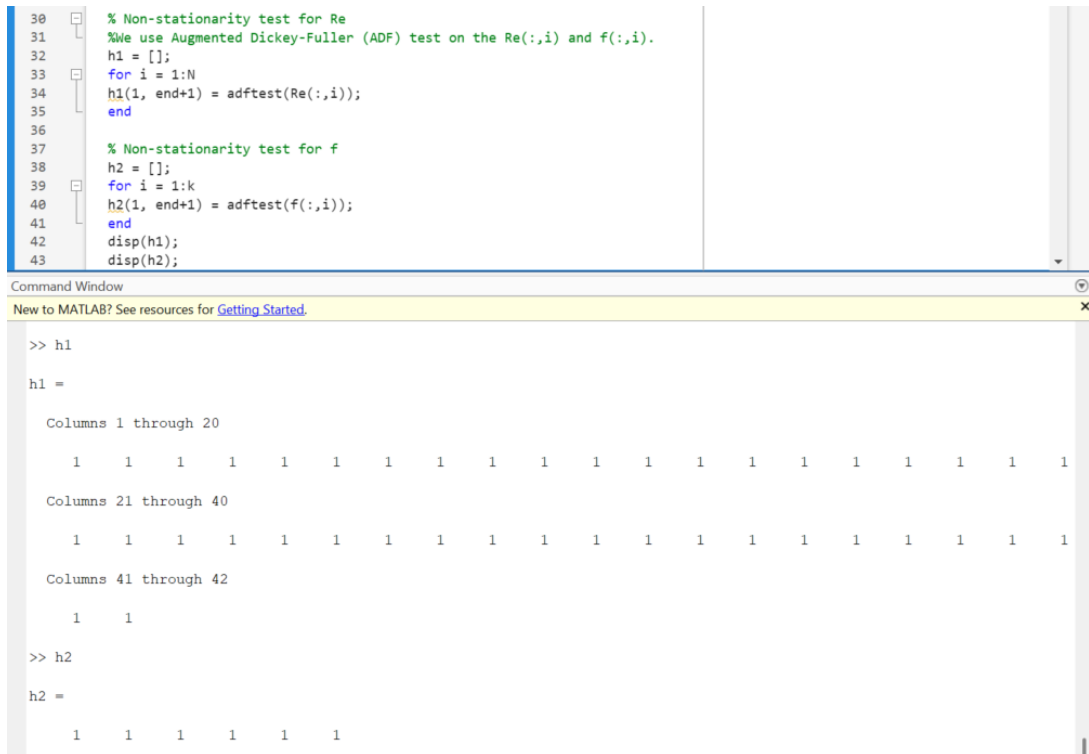 30 % Non-stationarity test for Re
31 %We use Augmented Dickey-Fuller (ADF) test on the Re(:,i) and f(:,i).
32 h1 = [];
33 for i = 1:N
34 h1(1, end+1) = adftest(Re(:,i));
35 end
36
37 % Non-stationarity test for f
38 h2 = [];
39 for i = 1:k
40 h2(1, end+1) = adftest(f(:,i));
41 end
42 disp(h1);
43 disp(h2);
Command Window
New to MATLAB? See resources for Getting Started.
>> h1
h1 =
Columns 1 through 20
1 1 1 1 1 1 1 1 1 1 1 1 1 1 1 1 1 1 1 1
Columns 21 through 40
1 1 1 1 1 1 1 1 1 1 1 1 1 1 1 1 1 1 1 1
Columns 41 through 42
1 1
>> h2
h2 =
1 1 1 1 1 1